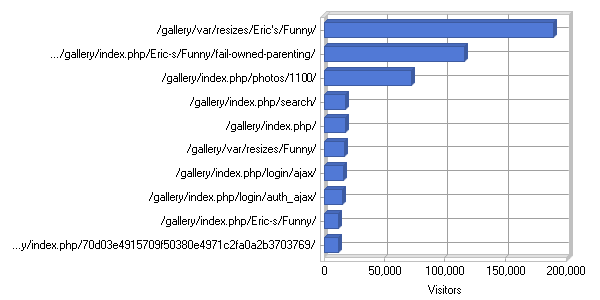 /gallery/var/resizes/Eric's/Funny/
.../gallery/index.php/Eric-s/Funny/fail-owned-parenting/
/gallery/index.php/photos/1100/
/gallery/index.php/search/
/gallery/index.php/
/gallery/var/resizes/Funny/
/gallery/index.php/login/ajax/
/gallery/index.php/login/auth_ajax/
/gallery/index.php/Eric-s/Funny/
...y/index.php/70d03e4915709f50380e4971c2fa0a2b3703769/
0 50,000 100,000 150,000 200,000
Visitors